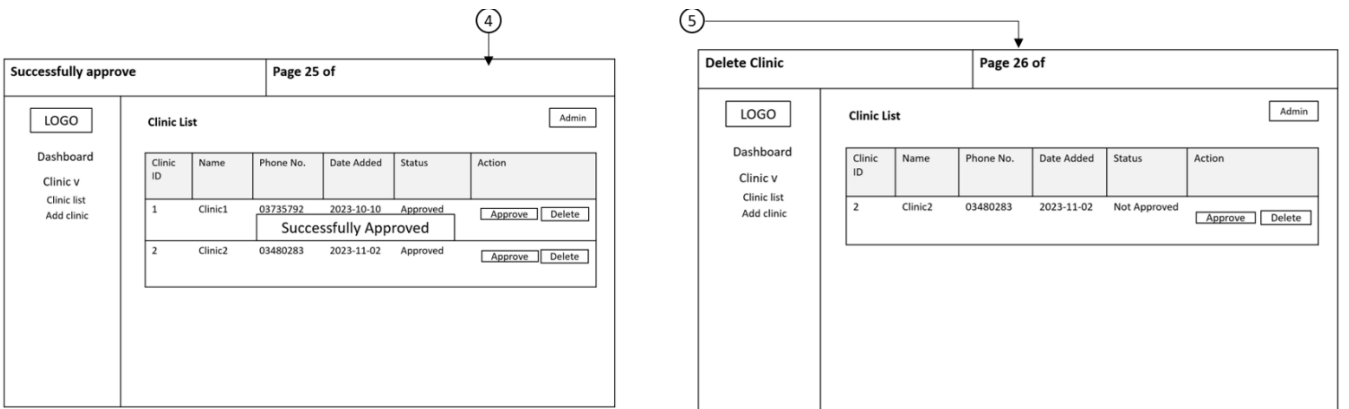 4
Successfully approve
Page 25 of
LOGO
Clinic List
Admin
Dashboard
Clinic v
Clinic list
Add clinic
Clinic ID Name Phone No. Date Added Status Action
1 Clinic1 03735792 2023-10-10 Approved Approve Delete
Successfully Approved
2 Clinic2 03480283 2023-11-02 Approved Approve Delete
5
Delete Clinic
Page 26 of
LOGO
Clinic List
Admin
Dashboard
Clinic v
Clinic list
Add clinic
Clinic ID Name Phone No. Date Added Status Action
2 Clinic2 03480283 2023-11-02 Not Approved Approve Delete